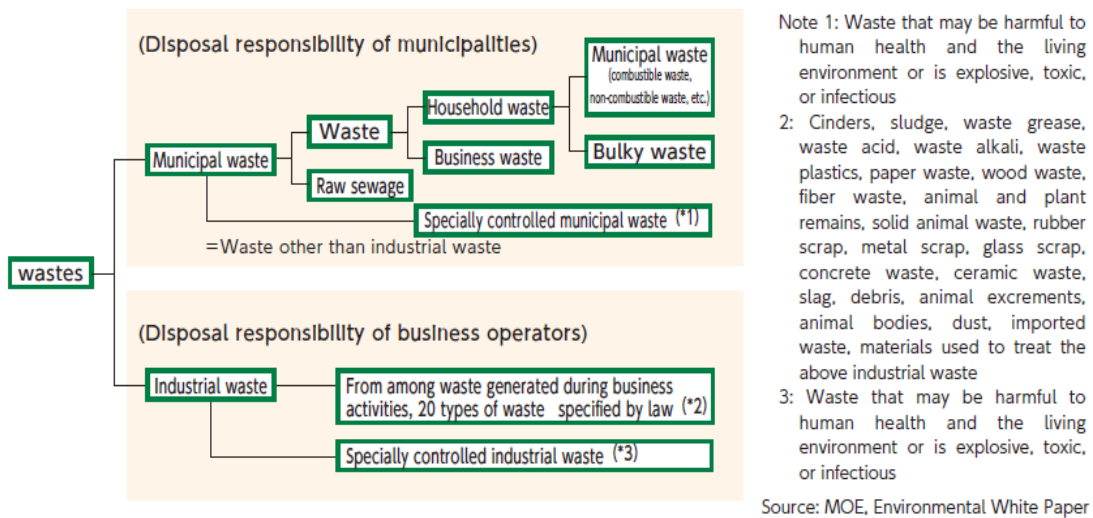 (Disposal responsibility of municipalities)
Municipal waste
(combustible waste,
non-combustible waste, etc.)
Household waste
Waste
Business waste
Bulky waste
Municipal waste
Raw sewage
Specially controlled municipal waste (*1)
=Waste other than industrial waste
wastes
(Disposal responsibility of business operators)
Industrial waste
From among waste generated during business
activities, 20 types of waste specified by law (*2)
Specially controlled industrial waste (*3)
Note 1: Waste that may be harmful to
human health and the living
environment or is explosive, toxic,
or infectious
2: Cinders, sludge, waste grease,
waste acid, waste alkali, waste
plastics, paper waste, wood waste,
fiber waste, animal and plant
remains, solid animal waste, rubber
scrap, metal scrap, glass scrap,
concrete waste, ceramic waste,
slag, debris, animal excrements,
animal bodies, dust, imported
waste, materials used to treat the
above industrial waste
3: Waste that may be harmful to
human health and the living
environment or is explosive, toxic,
or infectious
Source: MOE, Environmental White Paper